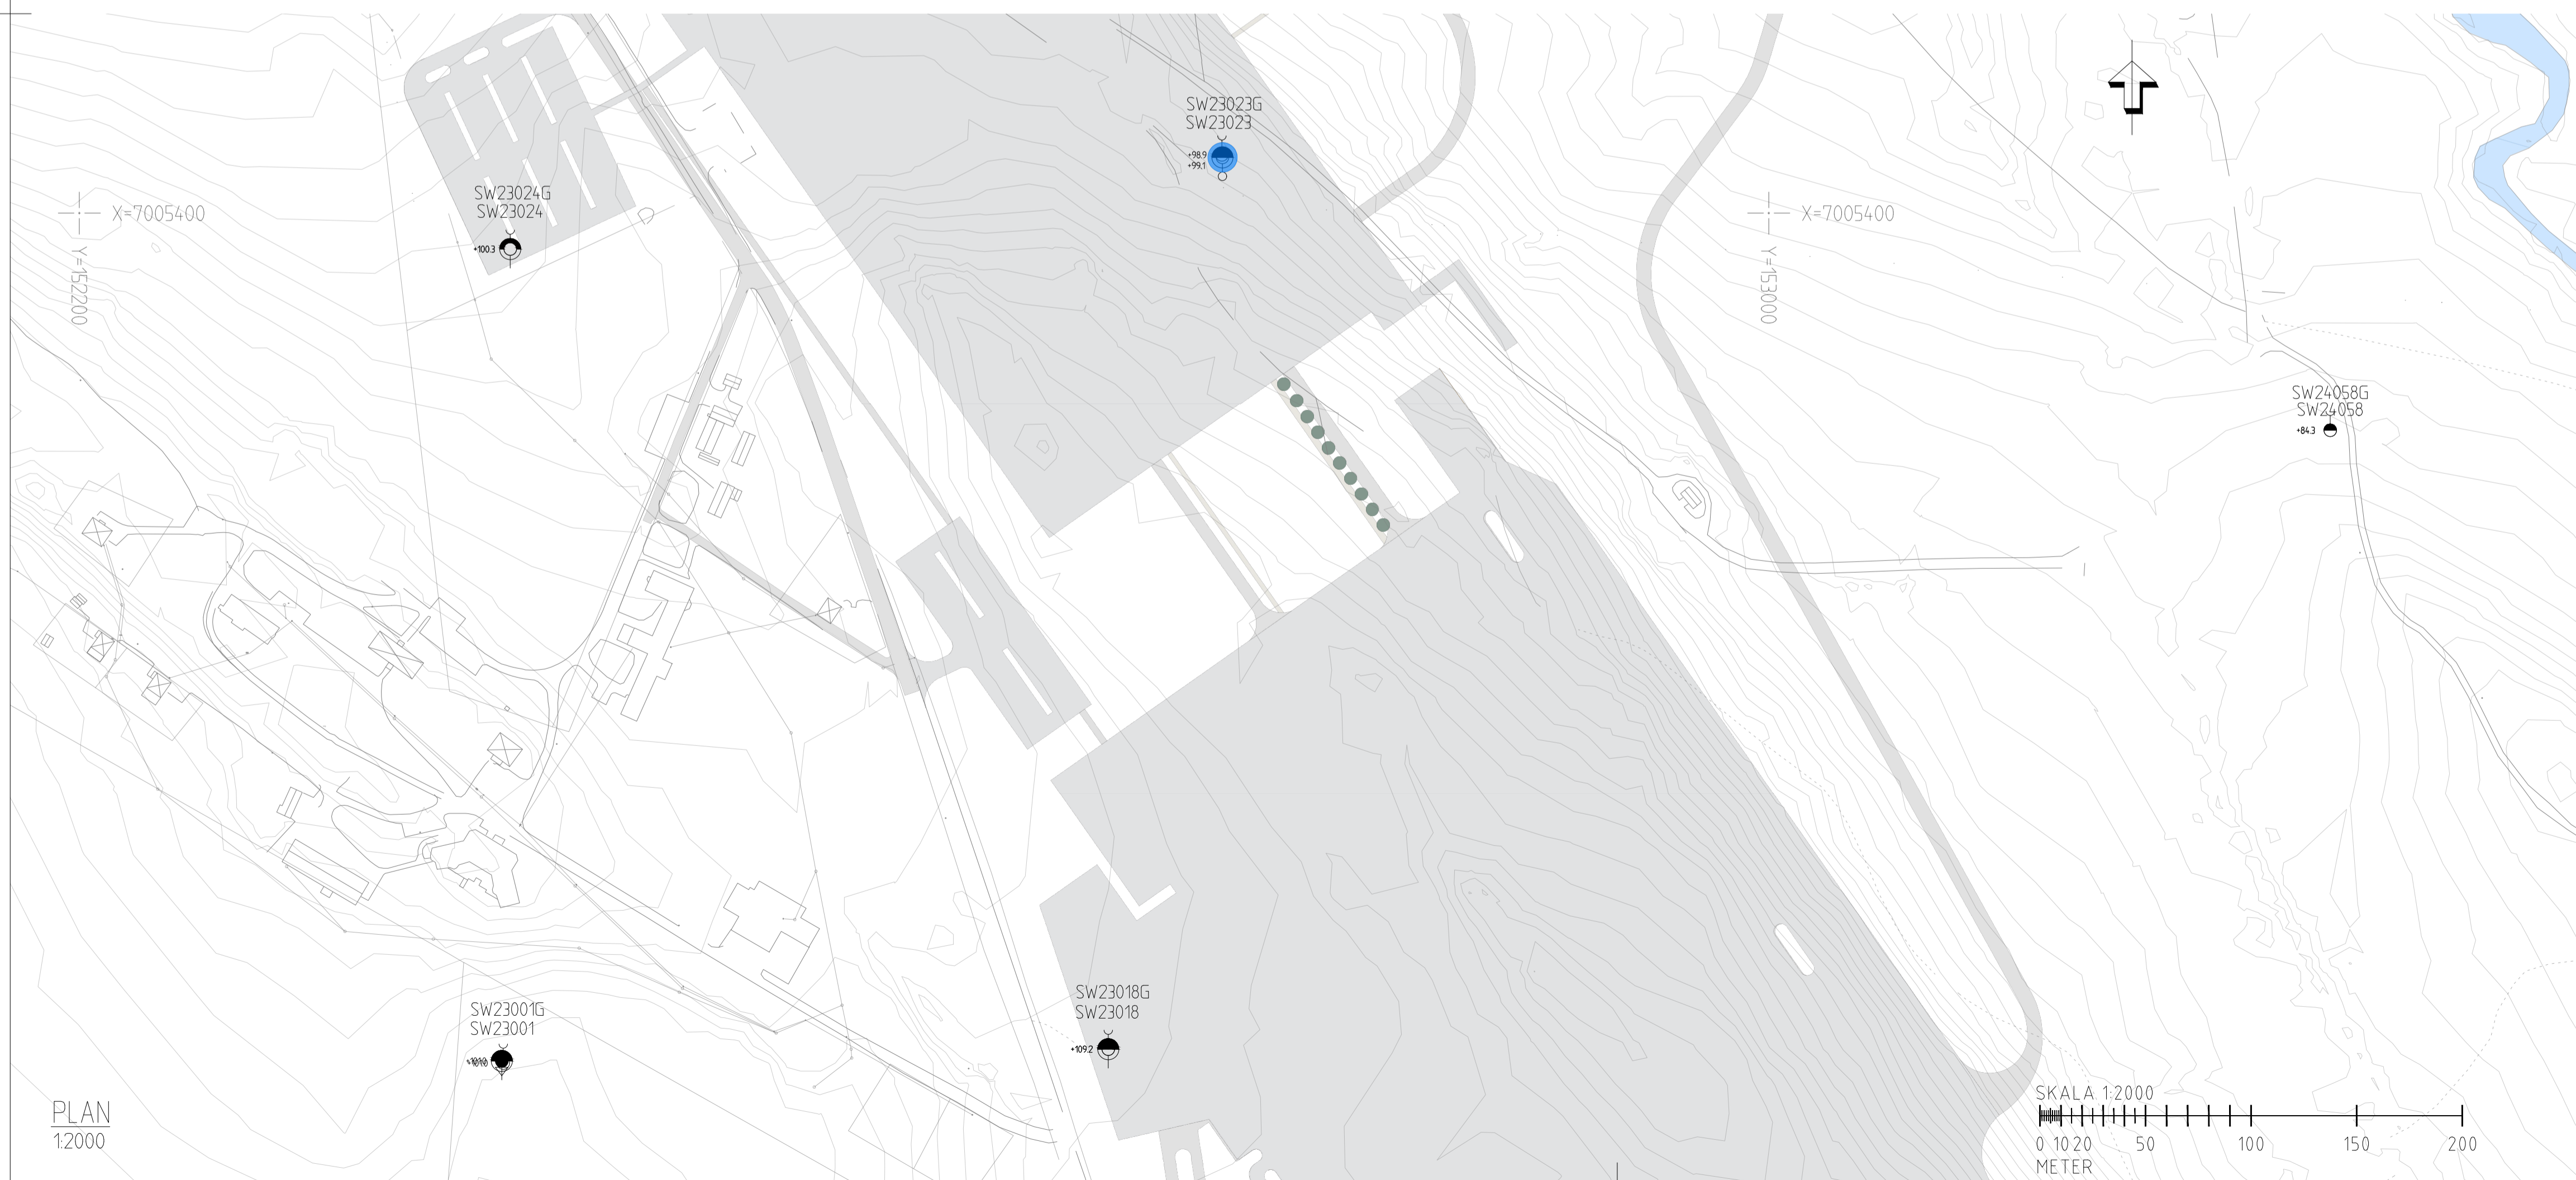 SW23023G
SW23023
+98.9
+99.1
SW23024G
SW23024
+100.3
X=7005400
Y=152200
X=7005400
Y=153000
SW24058G
SW24058
+84.3
SW23001G
SW23001
SW23018G
SW23018
+109.2
PLAN
1:2000
SKALA 1:2000
0 10 20 50 100 150 200
METER